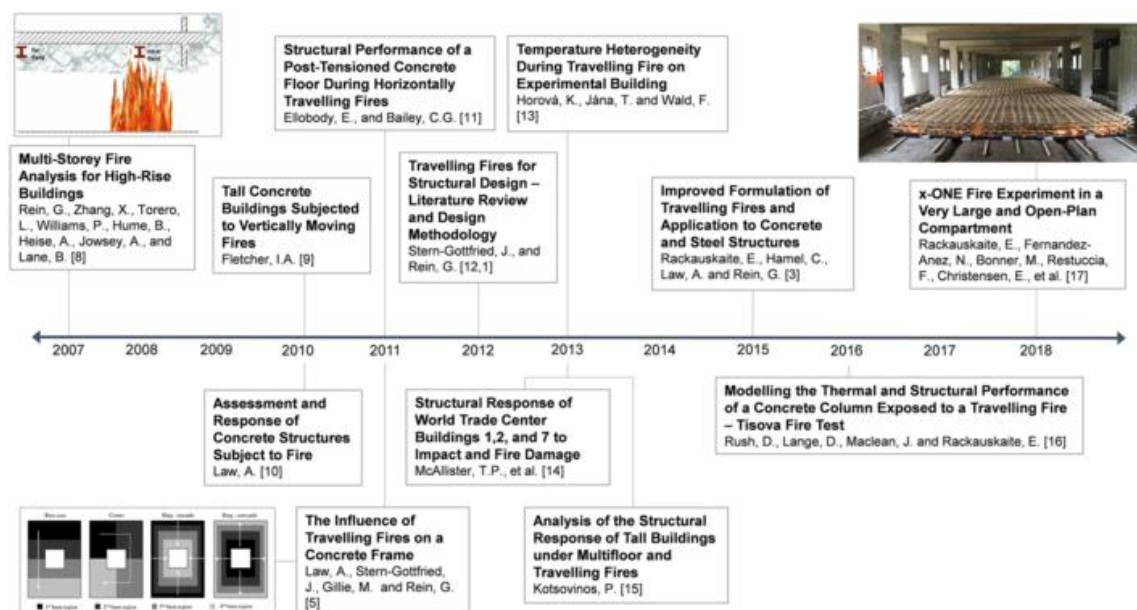 Multi-Storey Fire
Analysis for High-Rise
Buildings
Rein, G., Zhang, X., Torero,
L., Williams, P., Hume, B.,
Heise, A., Jowsey, A., and
Lane, B. [8]
Tall Concrete
Buildings Subjected
to Vertically Moving
Fires
Fletcher, I.A. [9]
Structural Performance of a
Post-Tensioned Concrete
Floor During Horizontally
Travelling Fires
Ellobody, E., and Bailey, C.G. [11]
Travelling Fires for
Structural Design –
Literature Review
and Design
Methodology
Stern-Gottfried, J., and
Rein, G. [12,1]
Temperature Heterogeneity
During Travelling Fire on
Experimental Building
Horová, K., Jána, T. and Wald, F.
[13]
Improved Formulation of
Travelling Fires and
Application to Concrete
and Steel Structures
Rackauskaite, E., Hamel, C.,
Law, A. and Rein, G. [3]
x-ONE Fire Experiment in a
Very Large and Open-Plan
Compartment
Rackauskaite, E., Fernandez-
Anez, N., Bonner, M., Restuccia,
F., Christensen, E., et al. [17]
2007 2008 2009 2010 2011 2012 2013 2014 2015 2016 2017 2018
Assessment and
Response of
Concrete Structures
Subject to Fire
Law, A. [10]
The Influence of
Travelling Fires on a
Concrete Frame
Law, A., Stern-Gottfried,
J., Gillie, M. and Rein, G.
[5]
Structural Response of
World Trade Center
Buildings 1,2, and 7 to
Impact and Fire Damage
McAllister, T.P., et al. [14]
Analysis of the Structural
Response of Tall Buildings
under Multifloor and
Travelling Fires
Kotsovinos, P. [15]
Modelling the Thermal and Structural Performance
of a Concrete Column Exposed to a Travelling Fire
– Tisova Fire Test
Rush, D., Lange, D., Maclean, J. and Rackauskaite, E. [16]